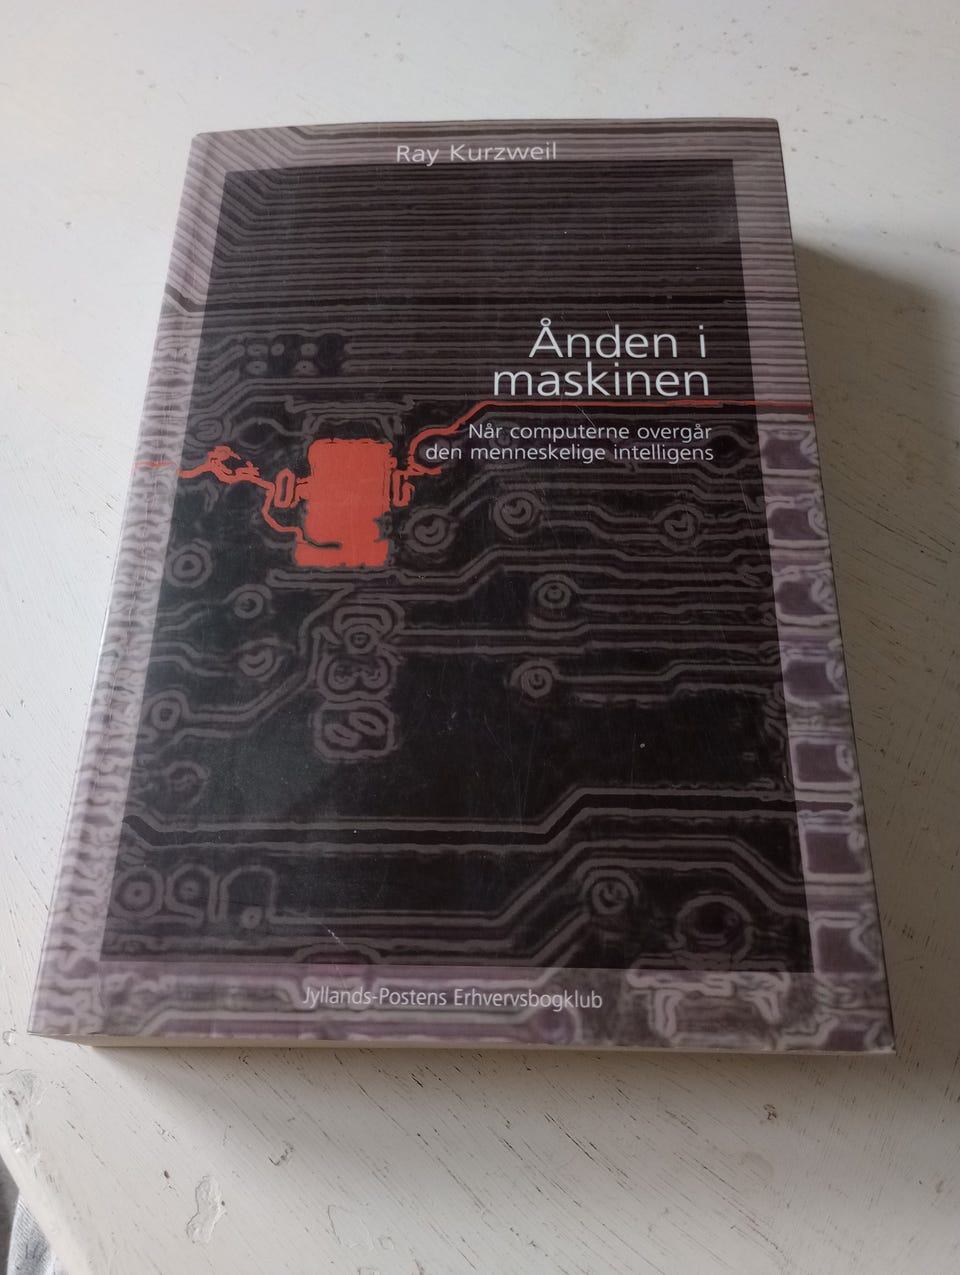 Ray Kurzweil
Ånden i
maskinen
Når computerne overgår
den menneskelige intelligens
Jyllands-Postens Erhvervsbogklub